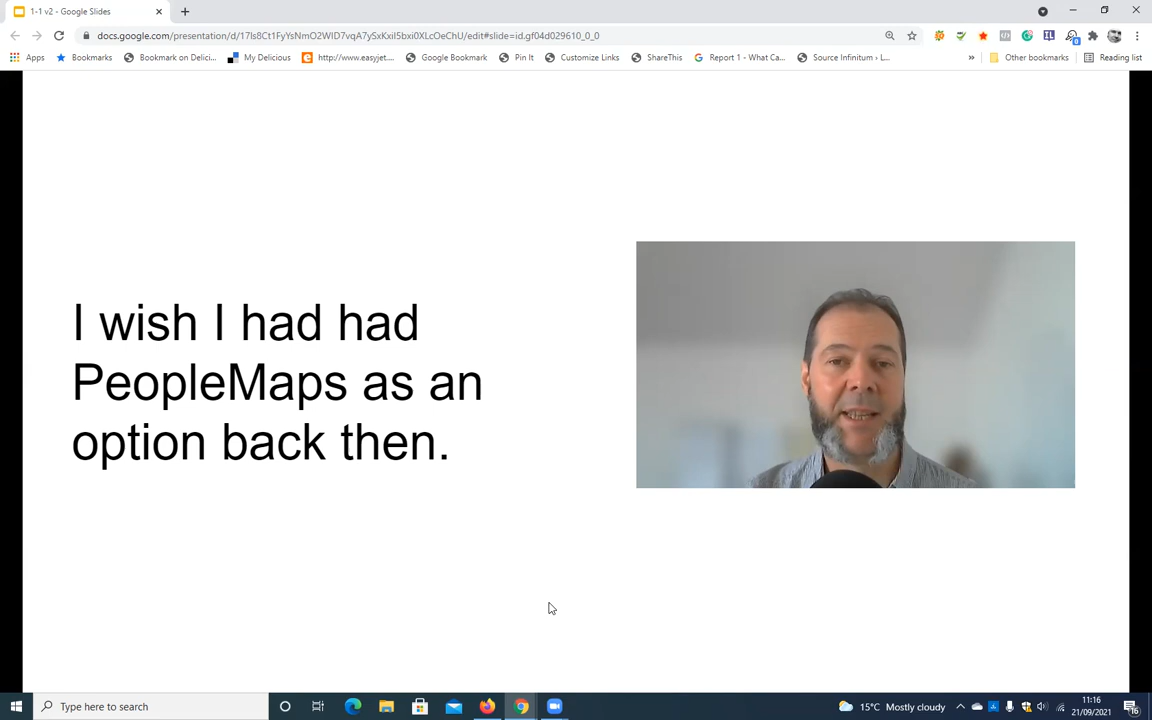 1-1 v2 - Google Slides
docs.google.com/presentation/d/17ls8Ct1FyYsNmO2WID7vqA7ySxKxiI5bxi0XLcOeChU/edit#slide=id.gf04d029610_0_0
Apps Bookmarks Bookmark on Delici... My Delicious http://www.easyjet.... Google Bookmark Pin It Customize Links ShareThis Report 1 - What Ca... Source Infinitum › L... » Other bookmarks Reading list
I wish I had had
PeopleMaps as an
option back then.
Type here to search
15°C Mostly cloudy
11:16
21/09/2021
16